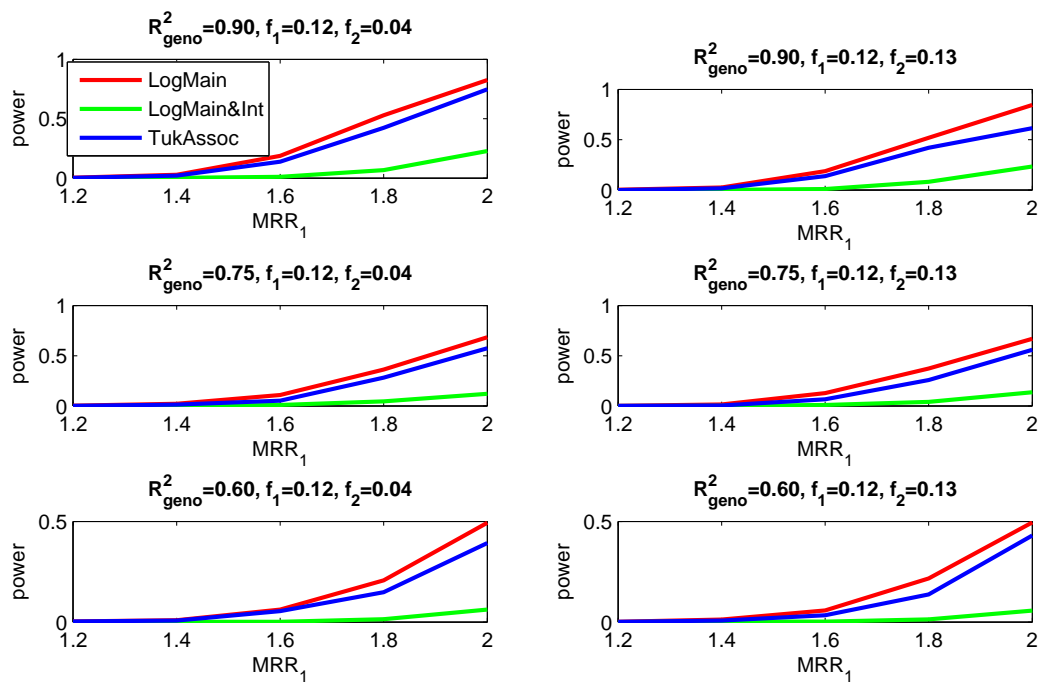 R²geno=0.90, f₁=0.12, f₂=0.04
1
0.5
0
power
LogMain
LogMain&Int
TukAssoc
1.2 1.4 1.6 1.8 2
MRR₁
R²geno=0.90, f₁=0.12, f₂=0.13
1
0.5
0
power
1.2 1.4 1.6 1.8 2
MRR₁
R²geno=0.75, f₁=0.12, f₂=0.04
1
0.5
0
power
1.2 1.4 1.6 1.8 2
MRR₁
R²geno=0.75, f₁=0.12, f₂=0.13
1
0.5
0
power
1.2 1.4 1.6 1.8 2
MRR₁
R²geno=0.60, f₁=0.12, f₂=0.04
0.5
0
power
1.2 1.4 1.6 1.8 2
MRR₁
R²geno=0.60, f₁=0.12, f₂=0.13
0.5
0
power
1.2 1.4 1.6 1.8 2
MRR₁